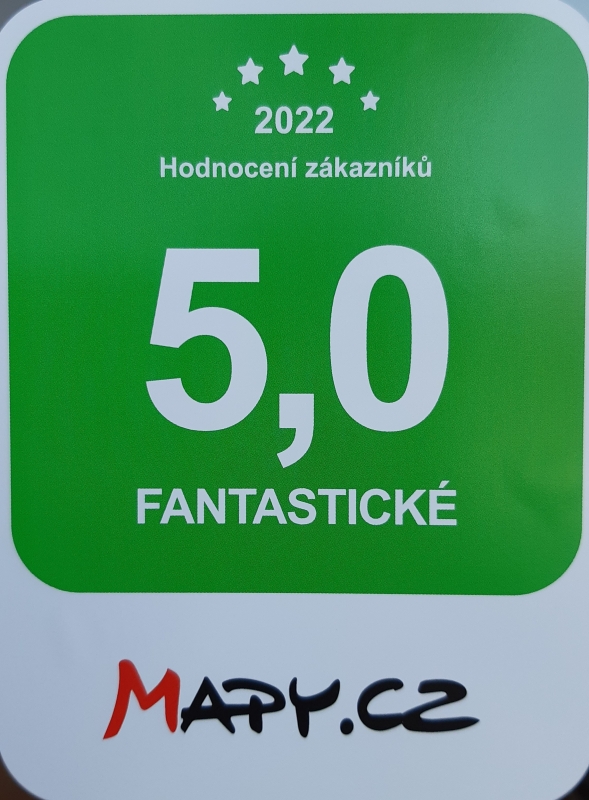 2022
Hodnocení zákazníků
5,0
FANTASTICKÉ
MAPY.CZ